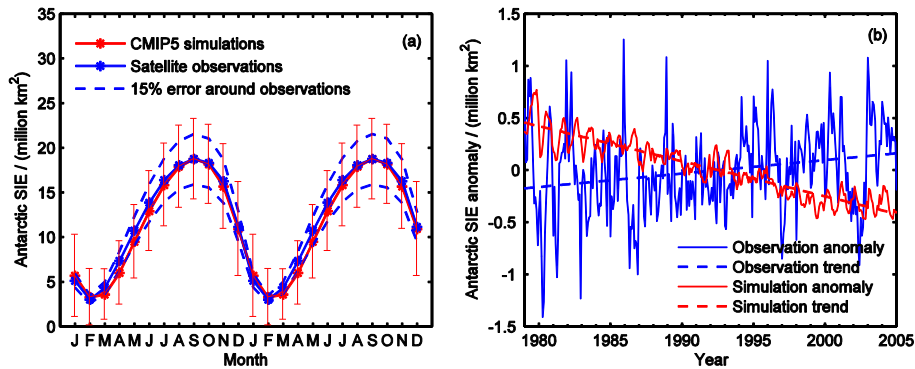 35
30
25
20
15
10
5
0
Antarctic SIE / (million km²)
CMIP5 simulations
Satellite observations
15% error around observations
(a)
J F M A M J J A S O N D J F M A M J J A S O N D
Month
(b)
1
0.5
0
-0.5
-1
-1.5
Antarctic SIE anomaly / (million km²)
Observation anomaly
Observation trend
Simulation anomaly
Simulation trend
1980 1985 1990 1995 2000 2005
Year